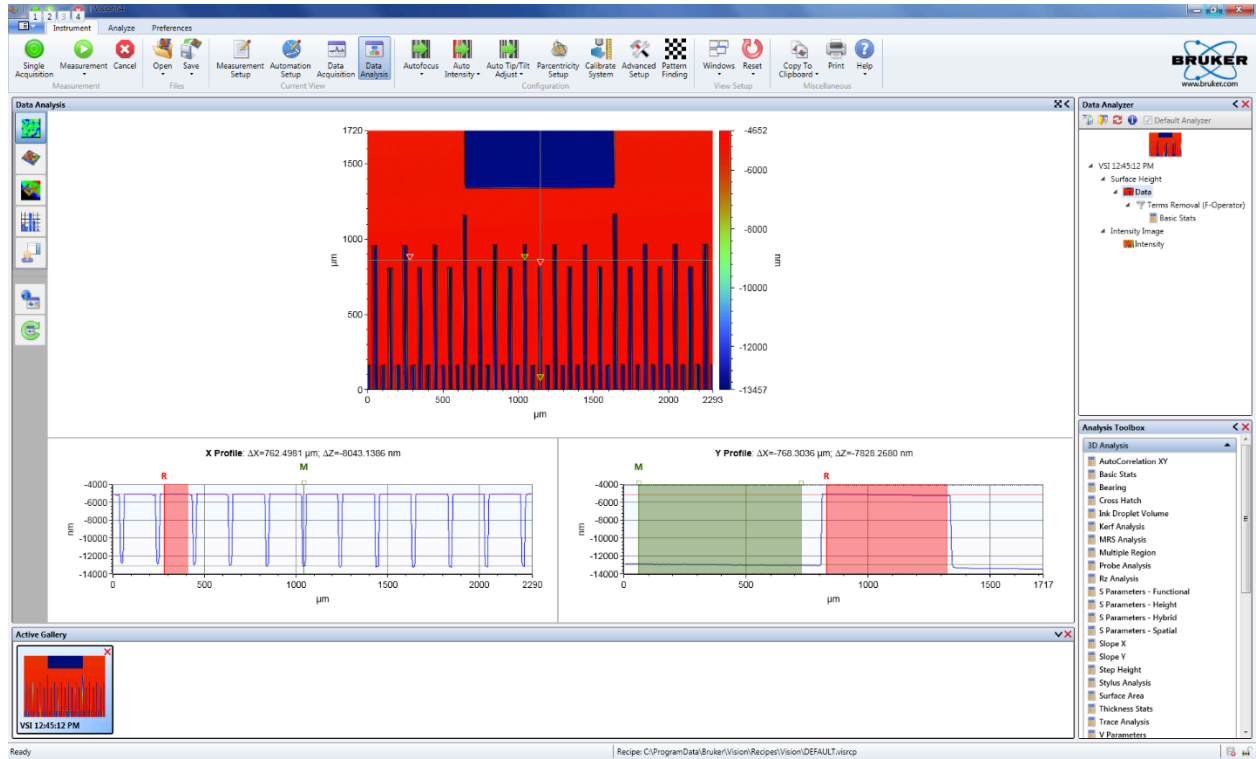 Vision64
1 2 3 4
Instrument Analyze Preferences
Single Acquisition Measurement Cancel Open Save Measurement Setup Automation Setup Data Acquisition Data Analysis Autofocus Auto Intensity Auto Tip/Tilt Adjust Parcentricity Setup Calibrate System Advanced Setup Pattern Finding Windows Reset Copy To Clipboard Print Help
Measurement Files Current View Configuration View Setup Miscellaneous
BRUKER
www.bruker.com
Data Analysis
1720
1500
1000
500
0
µm
0 500 1000 1500 2000 2293
µm
-4652
-6000
-8000
-10000
-12000
-13457
nm
X Profile: ΔX=762.4981 µm; ΔZ=-8043.1386 nm
R
M
-4000
-6000
-8000
-10000
-12000
-14000
nm
0 500 1000 1500 2000 2290
µm
Y Profile: ΔX=-768.3036 µm; ΔZ=-7828.2680 nm
M
R
-4000
-6000
-8000
-10000
-12000
-14000
nm
0 500 1000 1500 1717
µm
Active Gallery
VSI 12:45:12 PM
Data Analyzer
Default Analyzer
VSI 12:45:12 PM
Surface Height
Data
Terms Removal (F-Operator)
Basic Stats
Intensity Image
Intensity
Analysis Toolbox
3D Analysis
AutoCorrelation XY
Basic Stats
Bearing
Cross Hatch
Ink Droplet Volume
Kerf Analysis
MRS Analysis
Multiple Region
Probe Analysis
Rz Analysis
S Parameters - Functional
S Parameters - Height
S Parameters - Hybrid
S Parameters - Spatial
Slope X
Slope Y
Step Height
Stylus Analysis
Surface Area
Thickness Stats
Trace Analysis
V Parameters
Ready
Recipe: C:\ProgramData\Bruker\Vision\Recipes\Vision\DEFAULT.visrcp